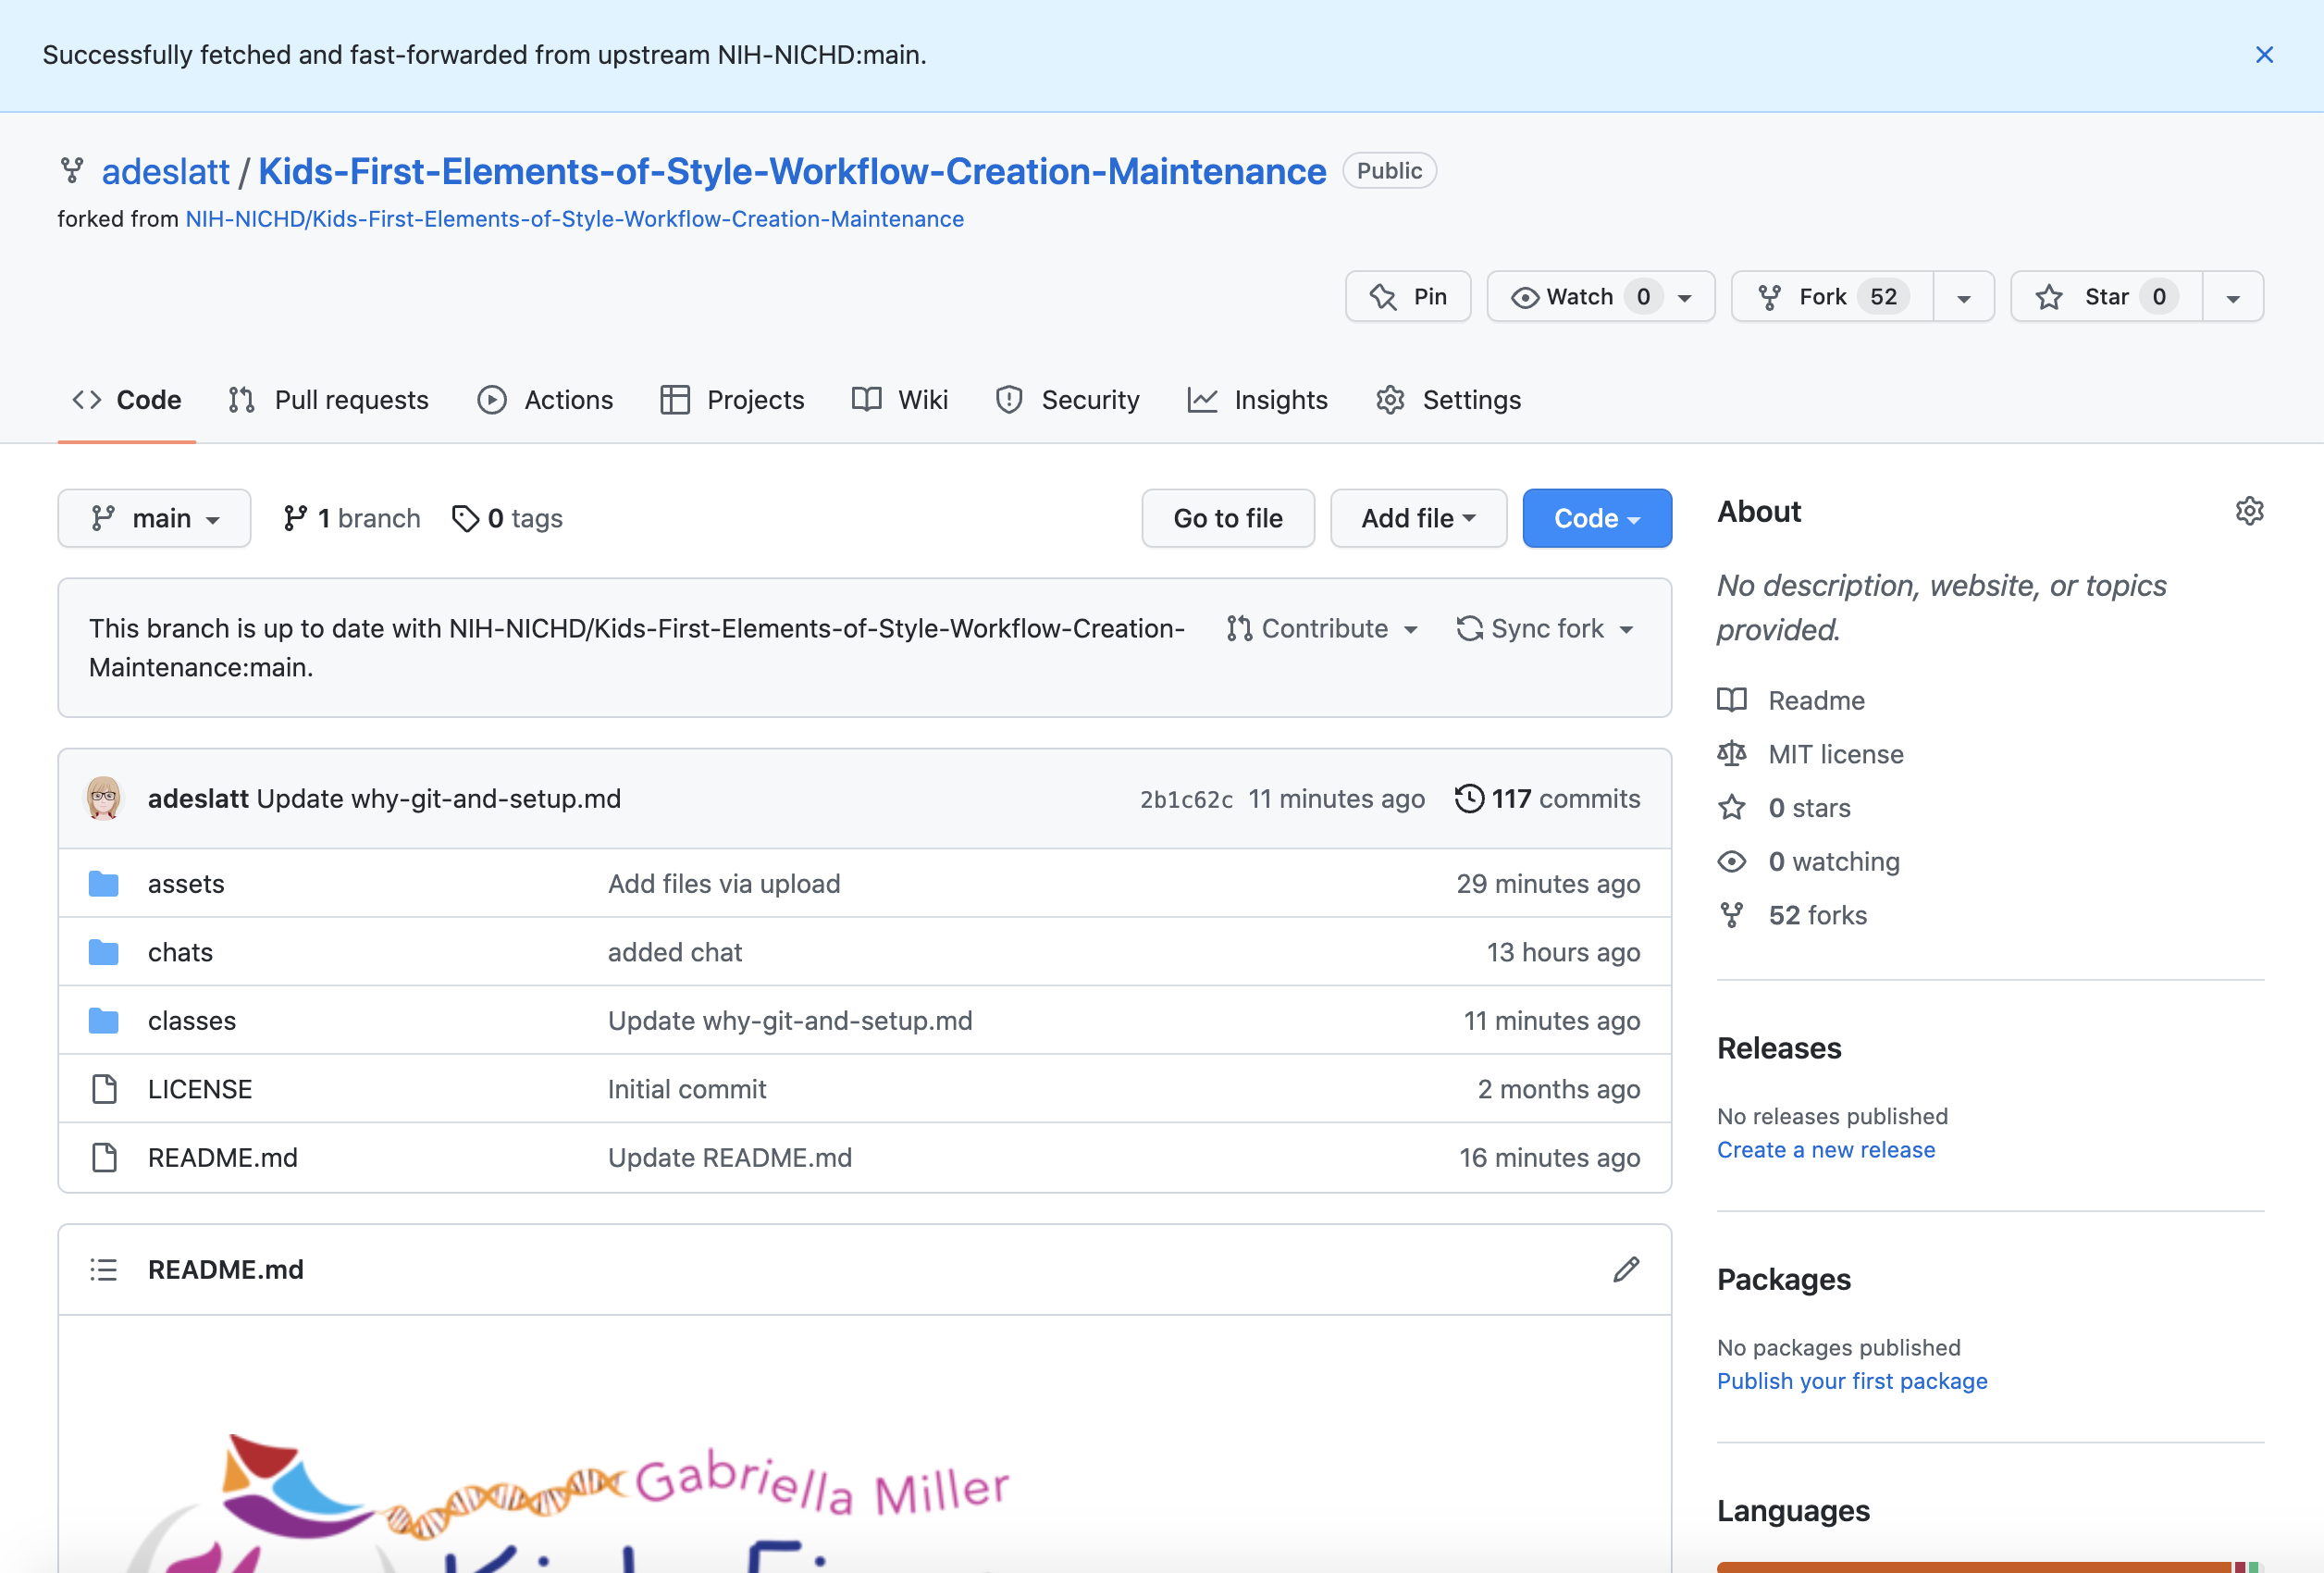 Successfully fetched and fast-forwarded from upstream NIH-NICHD:main.
adeslatt / Kids-First-Elements-of-Style-Workflow-Creation-Maintenance Public
forked from NIH-NICHD/Kids-First-Elements-of-Style-Workflow-Creation-Maintenance
Pin Watch 0 Fork 52 Star 0
Code Pull requests Actions Projects Wiki Security Insights Settings
main 1 branch 0 tags Go to file Add file Code
This branch is up to date with NIH-NICHD/Kids-First-Elements-of-Style-Workflow-Creation-
Maintenance:main.
Contribute Sync fork
adeslatt Update why-git-and-setup.md 2b1c62c 11 minutes ago 117 commits
assets Add files via upload 29 minutes ago
chats added chat 13 hours ago
classes Update why-git-and-setup.md 11 minutes ago
LICENSE Initial commit 2 months ago
README.md Update README.md 16 minutes ago
README.md
Gabriella Miller
About
No description, website, or topics
provided.
Readme
MIT license
0 stars
0 watching
52 forks
Releases
No releases published
Create a new release
Packages
No packages published
Publish your first package
Languages